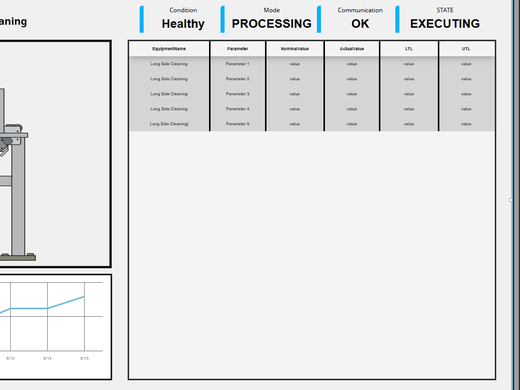 aning
Condition
Healthy
Mode
PROCESSING
Communication
OK
STATE
EXECUTING
EquipmentName Parameter NominalValue ActualValue LTL UTL
Long Side Cleaning Parameter 1 value value value value
Long Side Cleaning Parameter 2 value value value value
Long Side Cleaning Parameter 3 value value value value
Long Side Cleaning Parameter 4 value value value value
Long Side Cleaning] Parameter 5 value value value value
8/13 8/14 8/15